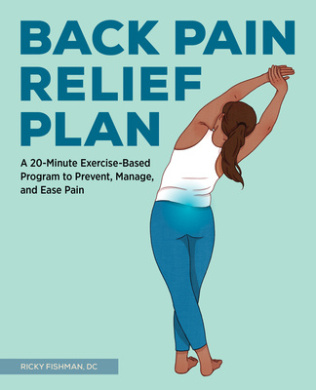 BACK PAIN
RELIEF
PLAN
A 20-Minute Exercise-Based
Program to Prevent, Manage,
and Ease Pain
RICKY FISHMAN, DC